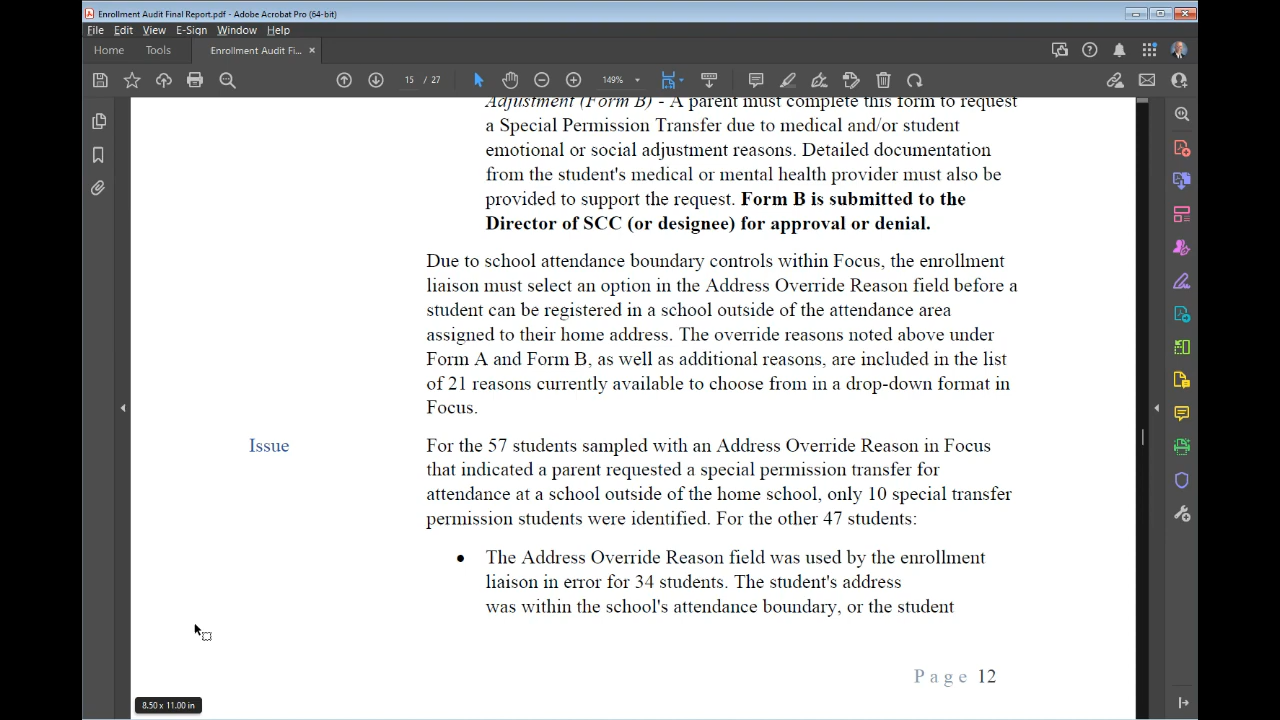 Enrollment Audit Final Report.pdf - Adobe Acrobat Pro (64-bit)
File Edit View E-Sign Window Help
Home Tools Enrollment Audit Fi... ×
15 / 27 149%
Adjustment (Form B) - A parent must complete this form to request
a Special Permission Transfer due to medical and/or student
emotional or social adjustment reasons. Detailed documentation
from the student's medical or mental health provider must also be
provided to support the request. Form B is submitted to the
Director of SCC (or designee) for approval or denial.
Due to school attendance boundary controls within Focus, the enrollment
liaison must select an option in the Address Override Reason field before a
student can be registered in a school outside of the attendance area
assigned to their home address. The override reasons noted above under
Form A and Form B, as well as additional reasons, are included in the list
of 21 reasons currently available to choose from in a drop-down format in
Focus.
Issue For the 57 students sampled with an Address Override Reason in Focus
that indicated a parent requested a special permission transfer for
attendance at a school outside of the home school, only 10 special transfer
permission students were identified. For the other 47 students:
• The Address Override Reason field was used by the enrollment
liaison in error for 34 students. The student's address
was within the school's attendance boundary, or the student
Page 12
8.50 x 11.00 in